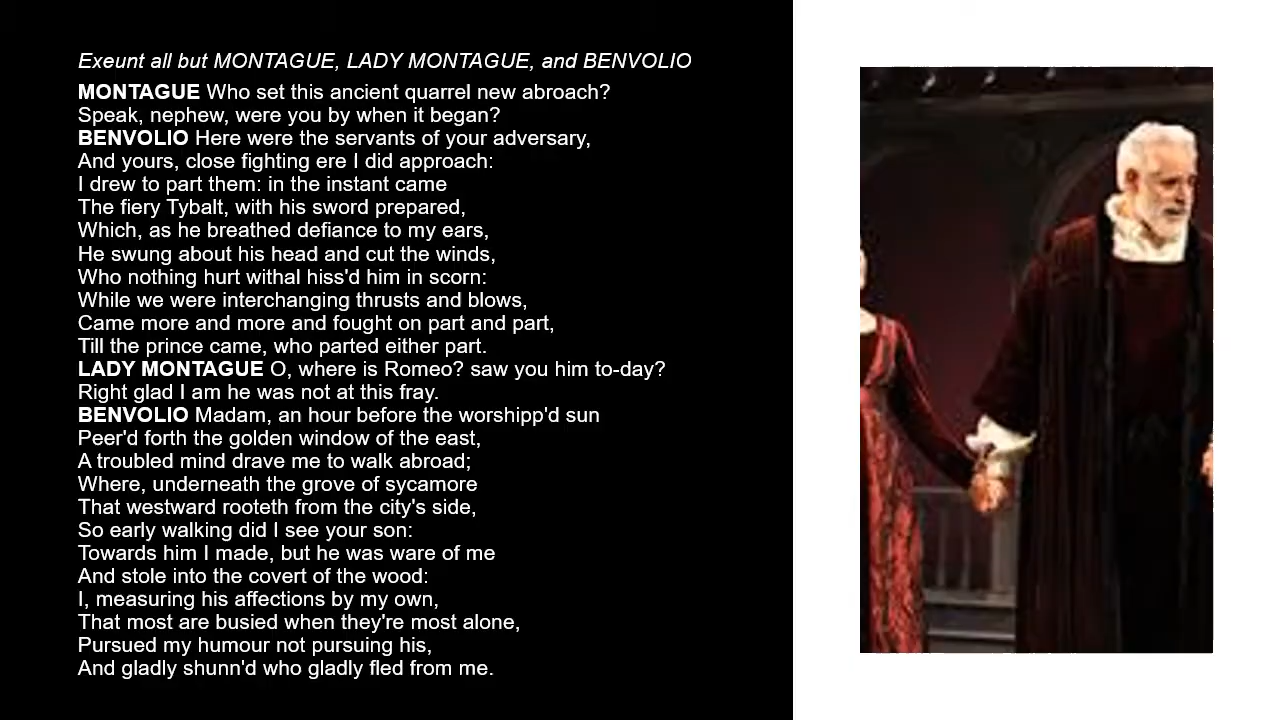 Exeunt all but MONTAGUE, LADY MONTAGUE, and BENVOLIO
MONTAGUE Who set this ancient quarrel new abroach?
Speak, nephew, were you by when it began?
BENVOLIO Here were the servants of your adversary,
And yours, close fighting ere I did approach:
I drew to part them: in the instant came
The fiery Tybalt, with his sword prepared,
Which, as he breathed defiance to my ears,
He swung about his head and cut the winds,
Who nothing hurt withal hiss'd him in scorn:
While we were interchanging thrusts and blows,
Came more and more and fought on part and part,
Till the prince came, who parted either part.
LADY MONTAGUE O, where is Romeo? saw you him to-day?
Right glad I am he was not at this fray.
BENVOLIO Madam, an hour before the worshipp'd sun
Peer'd forth the golden window of the east,
A troubled mind drave me to walk abroad;
Where, underneath the grove of sycamore
That westward rooteth from the city's side,
So early walking did I see your son:
Towards him I made, but he was ware of me
And stole into the covert of the wood:
I, measuring his affections by my own,
That most are busied when they're most alone,
Pursued my humour not pursuing his,
And gladly shunn'd who gladly fled from me.